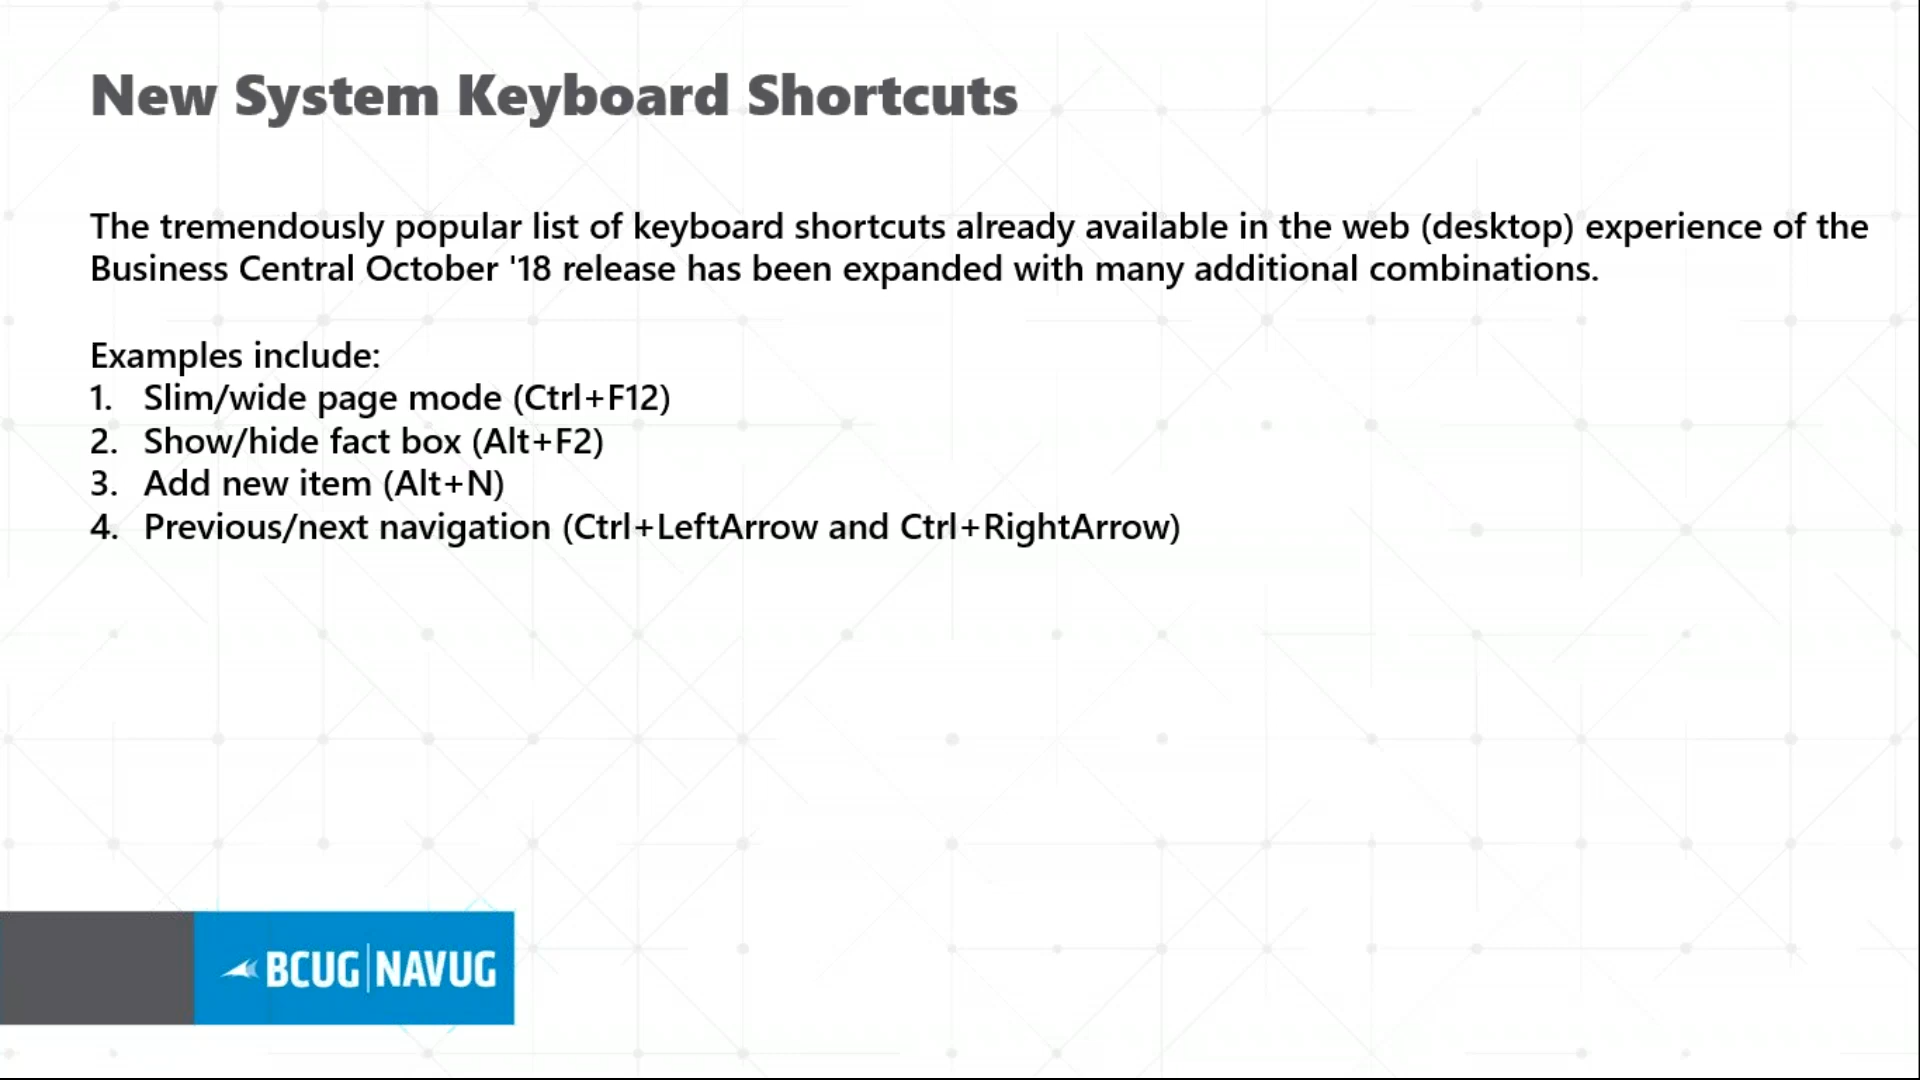 New System Keyboard Shortcuts
The tremendously popular list of keyboard shortcuts already available in the web (desktop) experience of the
Business Central October '18 release has been expanded with many additional combinations.
Examples include:
1. Slim/wide page mode (Ctrl+F12)
2. Show/hide fact box (Alt+F2)
3. Add new item (Alt+N)
4. Previous/next navigation (Ctrl+LeftArrow and Ctrl+RightArrow)
BCUG|NAVUG